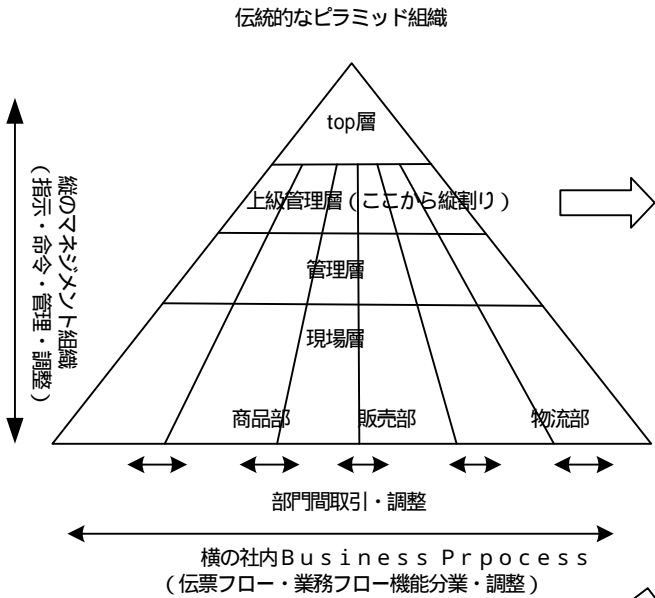 伝統的なピラミッド組織
top層
上級管理層(ここから縦割り)
管理層
現場層
縦のマネジメント組織
(指示・命令・管理・調整)
商品部 販売部 物流部
部門間取引・調整
横の社内Business Prpocess
(伝票フロー・業務フロー機能分業・調整)